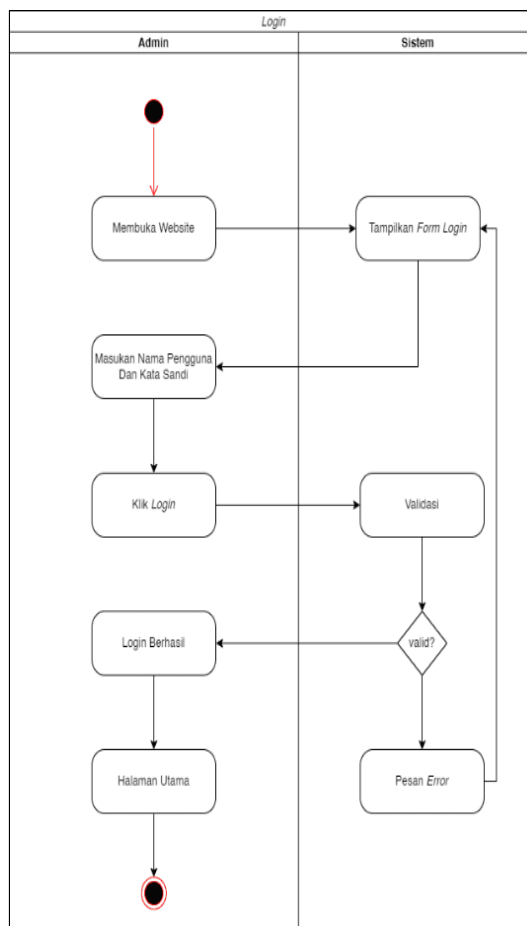 Login
Admin
Sistem
Membuka Website
Tampilkan Form Login
Masukan Nama Pengguna
Dan Kata Sandi
Klik Login
Validasi
Login Berhasil
valid?
Halaman Utama
Pesan Error